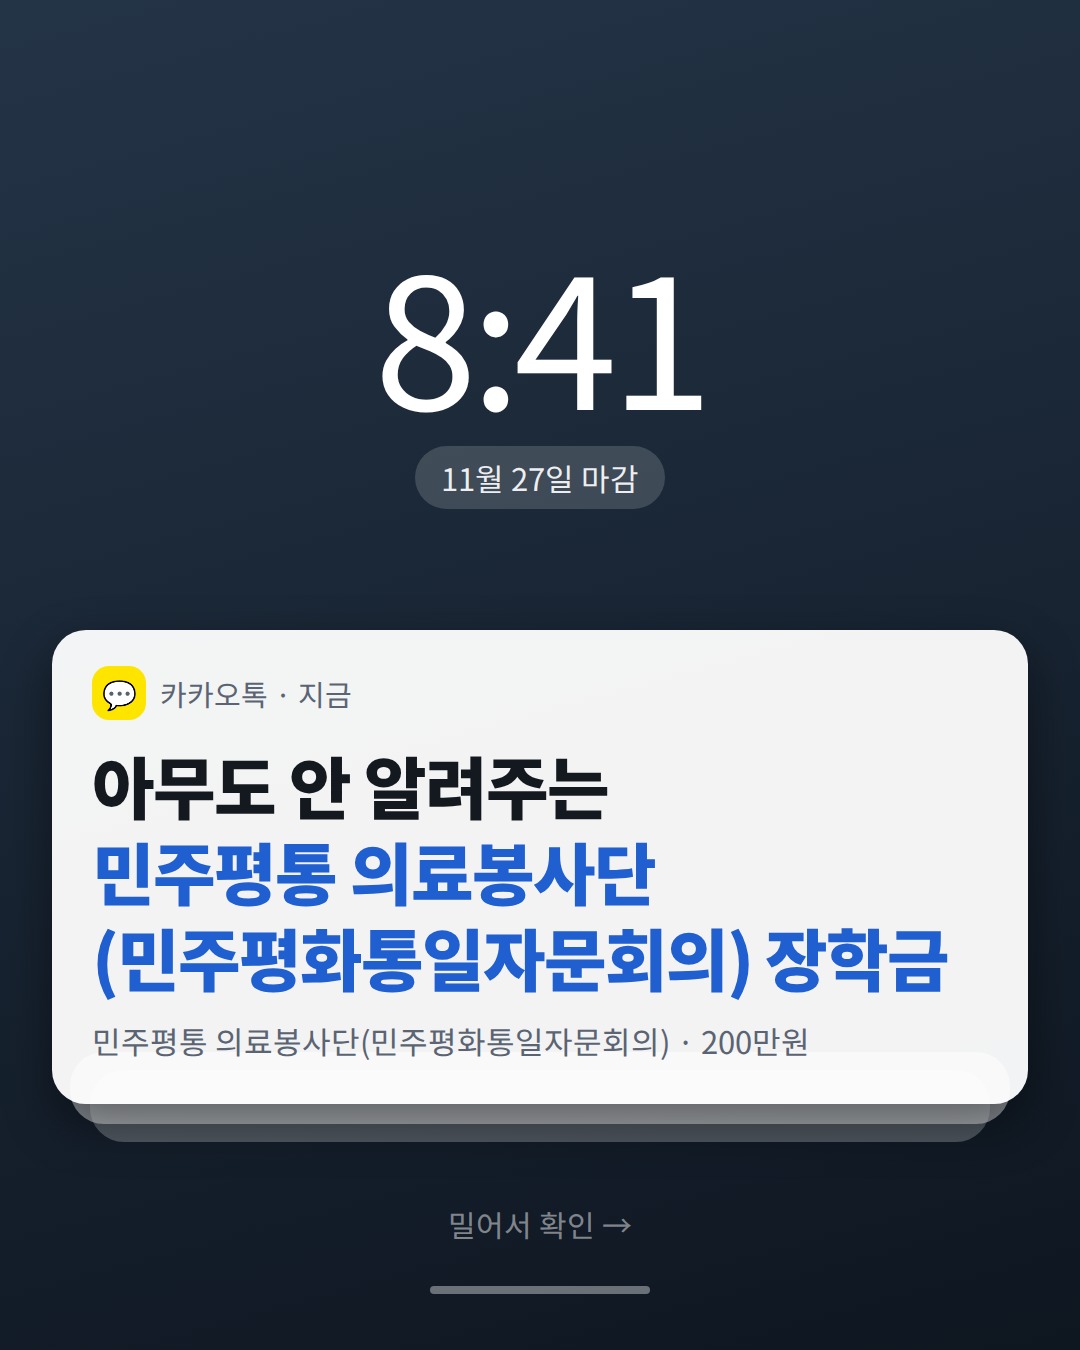 8:41
11월 27일 마감
카카오톡 · 지금
아무도 안 알려주는
민주평통 의료봉사단
(민주평화통일자문회의) 장학금
민주평통 의료봉사단(민주평화통일자문회의) · 200만원
밀어서 확인 →